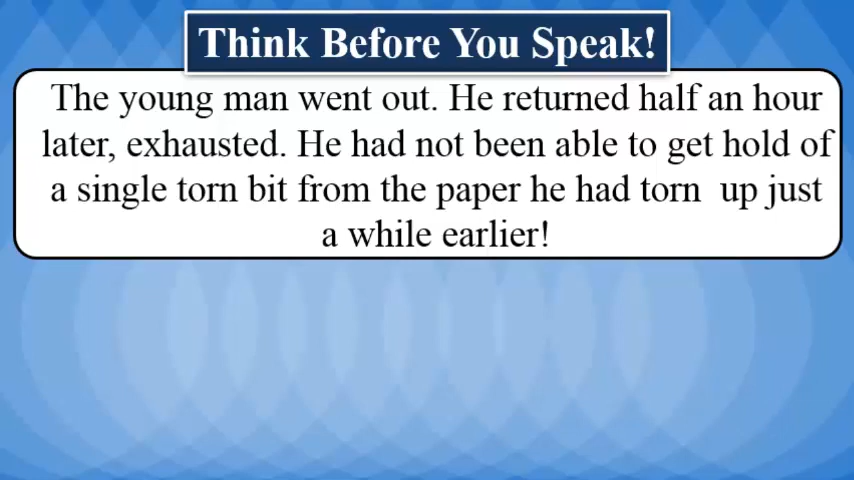 Think Before You Speak!
The young man went out. He returned half an hour
later, exhausted. He had not been able to get hold of
a single torn bit from the paper he had torn  up just
a while earlier!